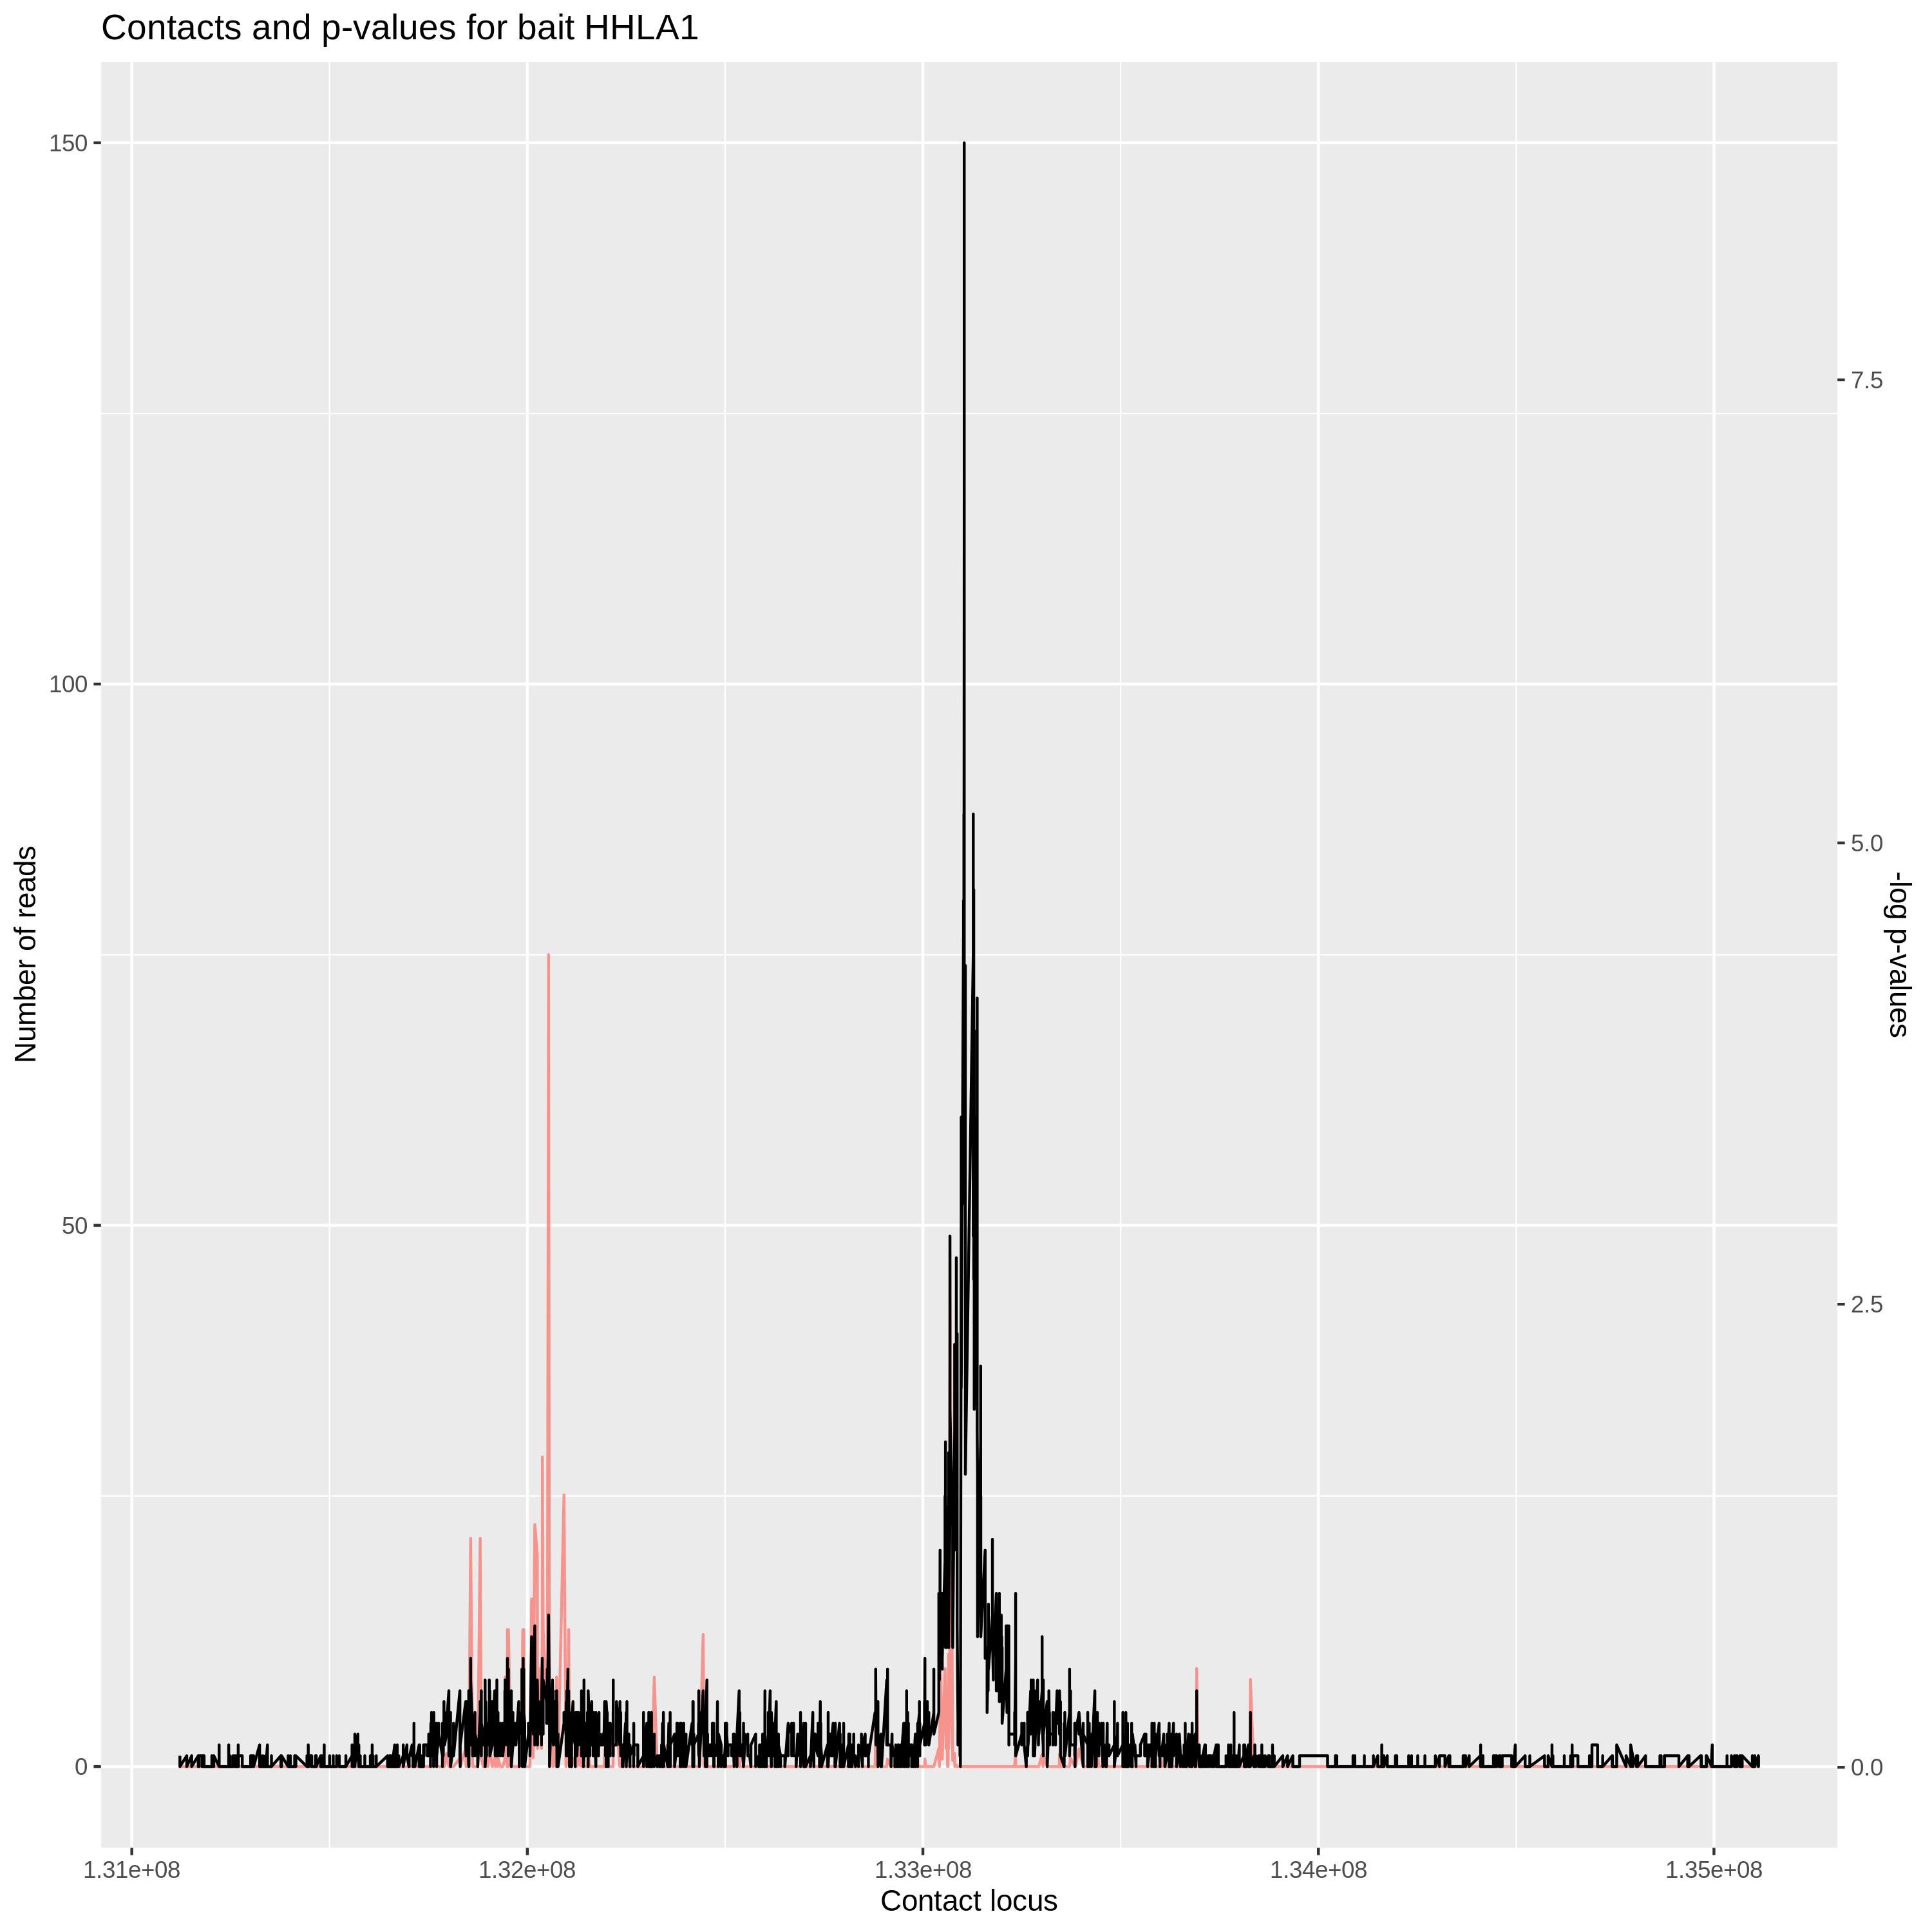 Contacts and p-values for bait HHLA1
150
100
50
0
Number of reads
7.5
5.0
2.5
0.0
-log p-values
1.31e+08
1.32e+08
1.33e+08
1.34e+08
1.35e+08
Contact locus